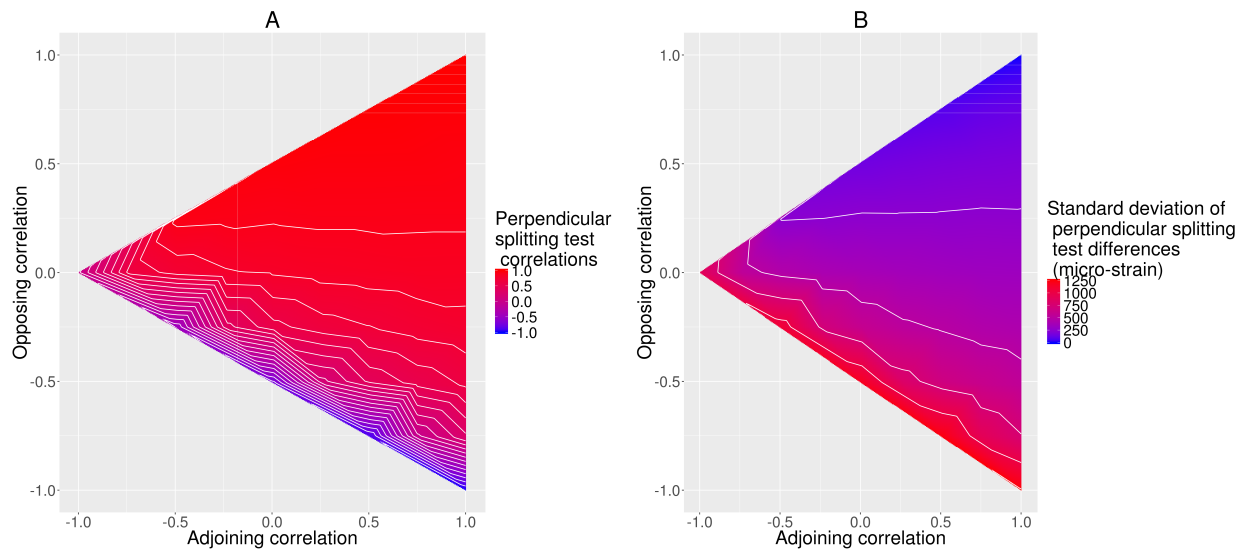 A
1.0
0.5
0.0
-0.5
-1.0
Opposing correlation
-1.0 -0.5 0.0 0.5 1.0
Adjoining correlation
Perpendicular
splitting test
correlations
1.0
0.5
0.0
-0.5
-1.0
B
1.0
0.5
0.0
-0.5
-1.0
Opposing correlation
-1.0 -0.5 0.0 0.5 1.0
Adjoining correlation
Standard deviation of
perpendicular splitting
test differences
(micro-strain)
1250
1000
750
500
250
0